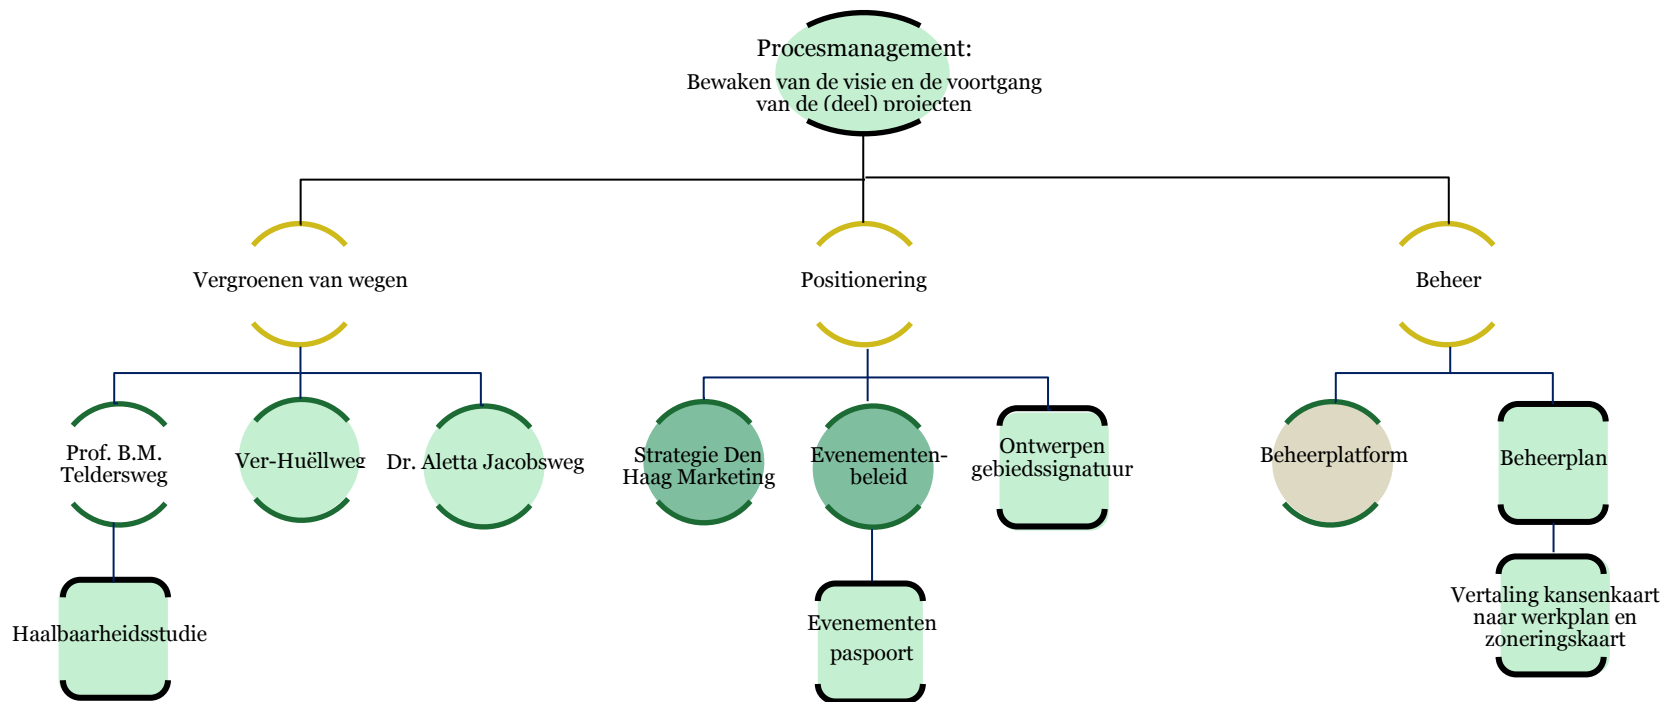 Procesmanagement:
Bewaken van de visie en de voortgang
van de (deel) projecten
Vergroenen van wegen
Positionering
Beheer
Prof. B.M.
Teldersweg
Ver-Huëllweg
Dr. Aletta Jacobsweg
Strategie Den
Haag Marketing
Evenementen-
beleid
Ontwerpen
gebiedssignatuur
Beheerplatform
Beheerplan
Haalbaarheidsstudie
Evenementen
paspoort
Vertaling kansenkaart
naar werkplan en
zoneringskaart